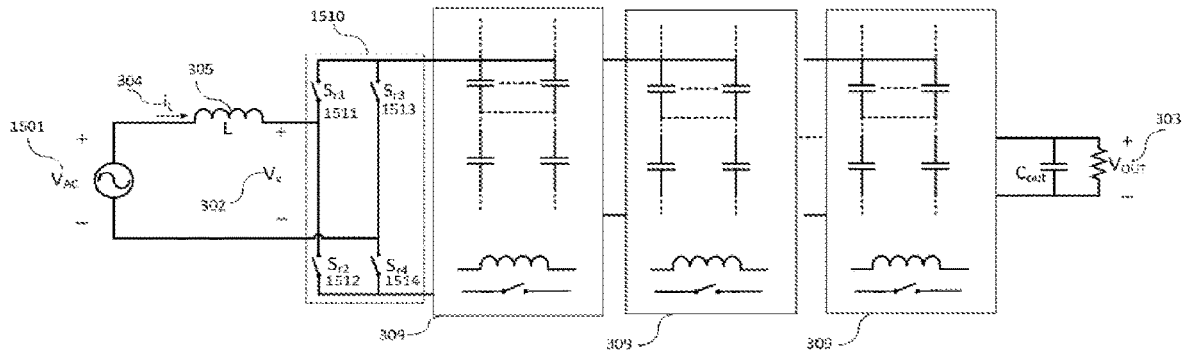 1510
304
305
i_L
S_r1
1511
S_r3
1513
1501
+
L
+
V_AC
V_x
302
−
−
S_r2
1512
S_r4
1514
C_OUT
+
V_OUT
−
303
309
309
309